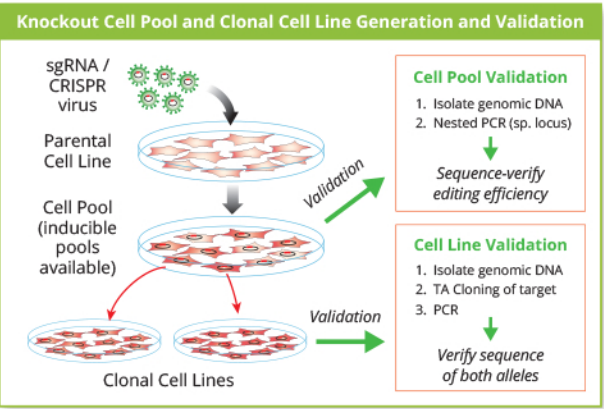 Knockout Cell Pool and Clonal Cell Line Generation and Validation
sgRNA /
CRISPR
virus
Parental
Cell Line
Cell Pool
(inducible
pools
available)
Clonal Cell Lines
Validation
Validation
Cell Pool Validation
1. Isolate genomic DNA
2. Nested PCR (sp. locus)
Sequence-verify
editing efficiency
Cell Line Validation
1. Isolate genomic DNA
2. TA Cloning of target
3. PCR
Verify sequence
of both alleles